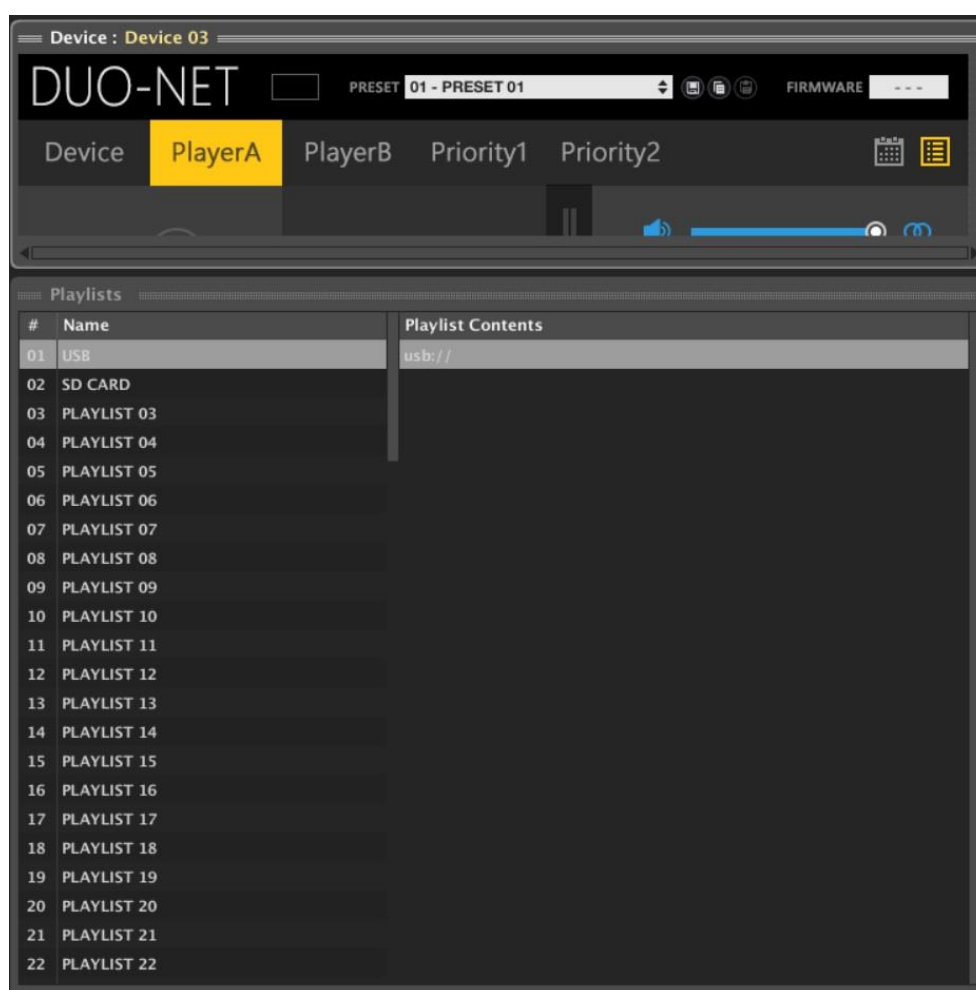 Device : Device 03
DUO-NET PRESET 01 - PRESET 01 FIRMWARE - - -
Device PlayerA PlayerB Priority1 Priority2
Playlists
# Name Playlist Contents
01 USB usb://
02 SD CARD
03 PLAYLIST 03
04 PLAYLIST 04
05 PLAYLIST 05
06 PLAYLIST 06
07 PLAYLIST 07
08 PLAYLIST 08
09 PLAYLIST 09
10 PLAYLIST 10
11 PLAYLIST 11
12 PLAYLIST 12
13 PLAYLIST 13
14 PLAYLIST 14
15 PLAYLIST 15
16 PLAYLIST 16
17 PLAYLIST 17
18 PLAYLIST 18
19 PLAYLIST 19
20 PLAYLIST 20
21 PLAYLIST 21
22 PLAYLIST 22